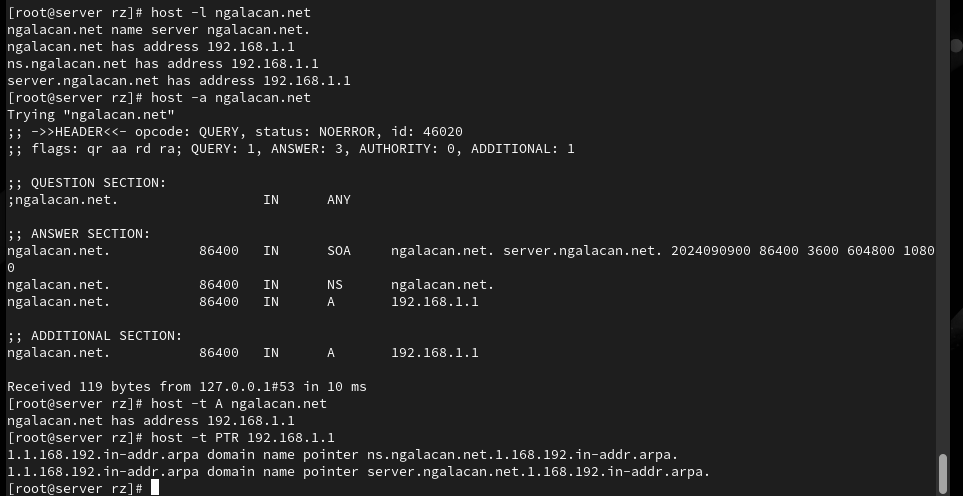 [root@server rz]# host -l ngalacan.net
ngalacan.net name server ngalacan.net.
ngalacan.net has address 192.168.1.1
ns.ngalacan.net has address 192.168.1.1
server.ngalacan.net has address 192.168.1.1
[root@server rz]# host -a ngalacan.net
Trying "ngalacan.net"
;; ->>HEADER<<- opcode: QUERY, status: NOERROR, id: 46020
;; flags: qr aa rd ra; QUERY: 1, ANSWER: 3, AUTHORITY: 0, ADDITIONAL: 1
;; QUESTION SECTION:
;ngalacan.net. IN ANY
;; ANSWER SECTION:
ngalacan.net. 86400 IN SOA ngalacan.net. server.ngalacan.net. 2024090900 86400 3600 604800 1080
0
ngalacan.net. 86400 IN NS ngalacan.net.
ngalacan.net. 86400 IN A 192.168.1.1
;; ADDITIONAL SECTION:
ngalacan.net. 86400 IN A 192.168.1.1
Received 119 bytes from 127.0.0.1#53 in 10 ms
[root@server rz]# host -t A ngalacan.net
ngalacan.net has address 192.168.1.1
[root@server rz]# host -t PTR 192.168.1.1
1.1.168.192.in-addr.arpa domain name pointer ns.ngalacan.net.1.168.192.in-addr.arpa.
1.1.168.192.in-addr.arpa domain name pointer server.ngalacan.net.1.168.192.in-addr.arpa.
[root@server rz]#